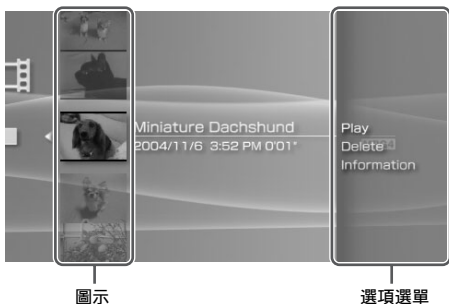 Miniature Dachshund
2004/11/6 3:52 PM 0'01"
Play
Delete
Information
圖示
選項選單